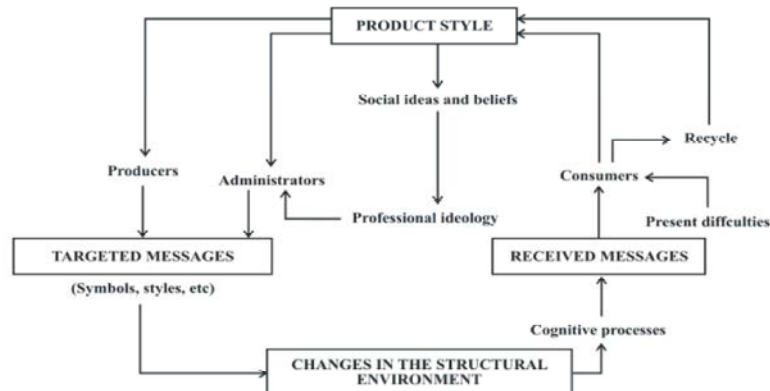 PRODUCT STYLE
Social ideas and beliefs
Recycle
Producers
Administrators
Consumers
Professional ideology
Present diffculties
TARGETED MESSAGES
RECEIVED MESSAGES
(Symbols, styles, etc)
Cognitive processes
CHANGES IN THE STRUCTURAL
ENVIRONMENT